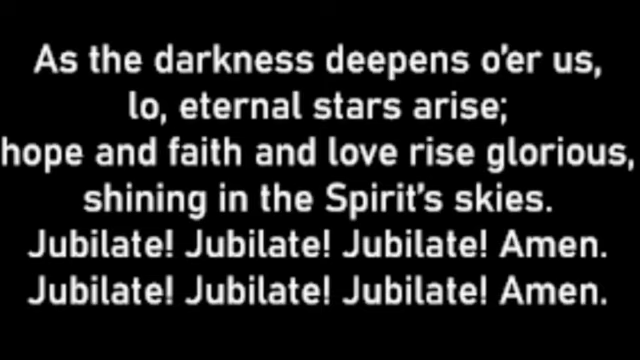 As the darkness deepens o'er us,
lo, eternal stars arise;
hope and faith and love rise glorious,
shining in the Spirit's skies.
Jubilate! Jubilate! Jubilate! Amen.
Jubilate! Jubilate! Jubilate! Amen.